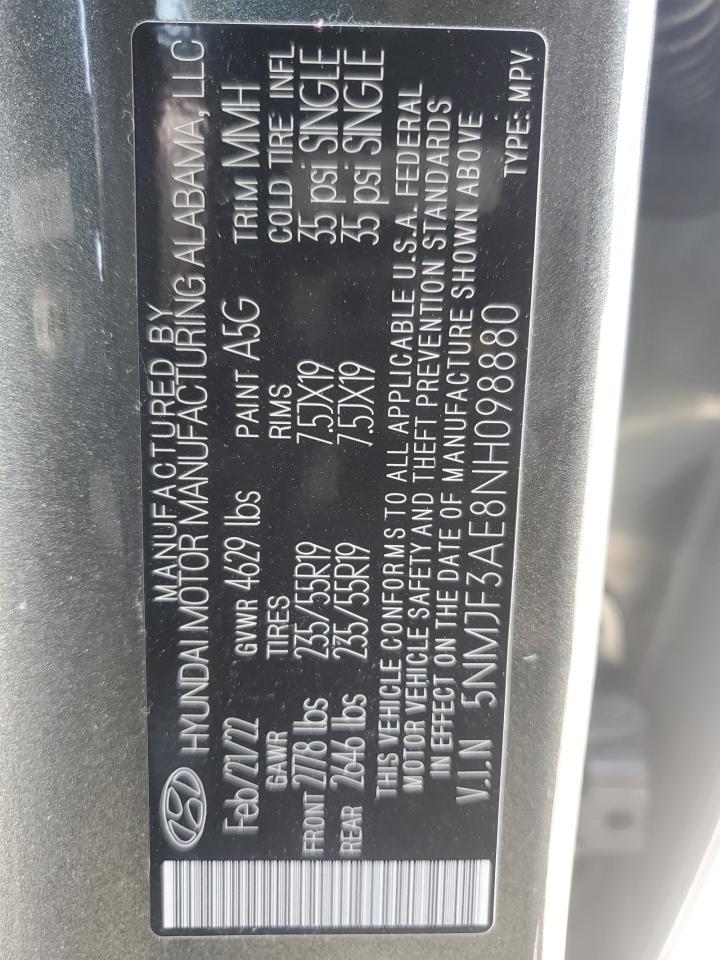 MANUFACTURED BY
HYUNDAI MOTOR MANUFACTURING ALABAMA, LLC
Feb/21/22 GVWR 4629 lbs PAINT A5G TRIM MMH
GAWR TIRES RIMS COLD TIRE INFL
FRONT 2778 lbs 235/55R19 7.5JX19 35 psi SINGLE
REAR 2646 lbs 235/55R19 7.5JX19 35 psi SINGLE
THIS VEHICLE CONFORMS TO ALL APPLICABLE U.S.A. FEDERAL
MOTOR VEHICLE SAFETY AND THEFT PREVENTION STANDARDS
IN EFFECT ON THE DATE OF MANUFACTURE SHOWN ABOVE
V.I.N 5NMJF3AE8NH098880
TYPE: MPV